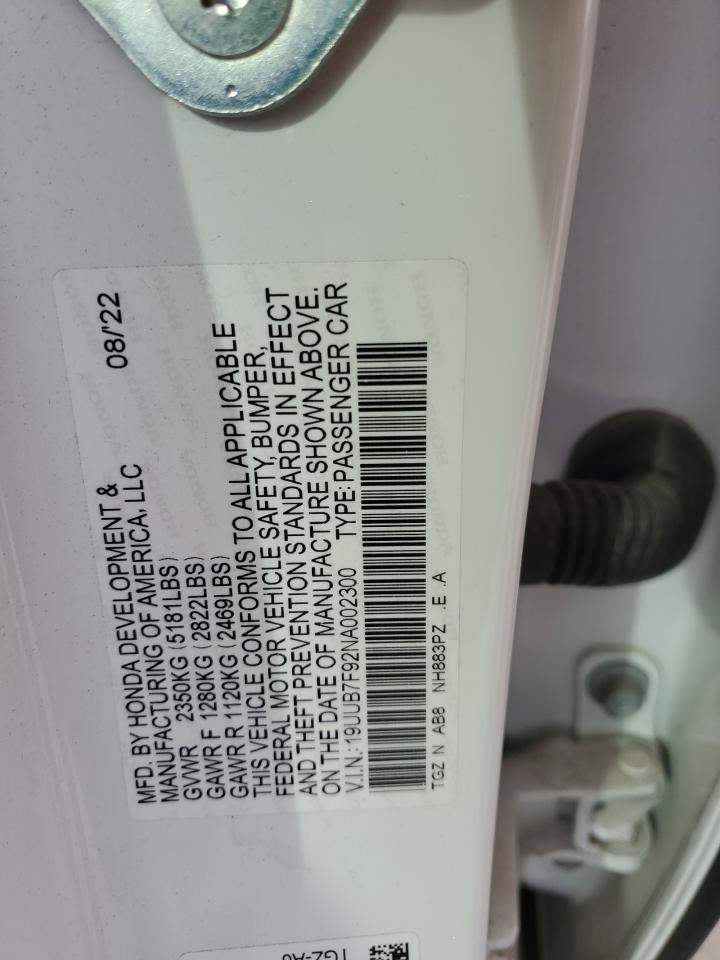 MFD. BY HONDA DEVELOPMENT & 08/'22
MANUFACTURING OF AMERICA, LLC
GVWR 2350KG (5181LBS)
GAWR F 1280KG (2822LBS)
GAWR R 1120KG (2469LBS)
THIS VEHICLE CONFORMS TO ALL APPLICABLE
FEDERAL MOTOR VEHICLE SAFETY, BUMPER,
AND THEFT PREVENTION STANDARDS IN EFFECT
ON THE DATE OF MANUFACTURE SHOWN ABOVE.
V.I.N.: 19UUB7F92NA002300 TYPE: PASSENGER CAR
TGZ N AB8 NH883PZ .E .A